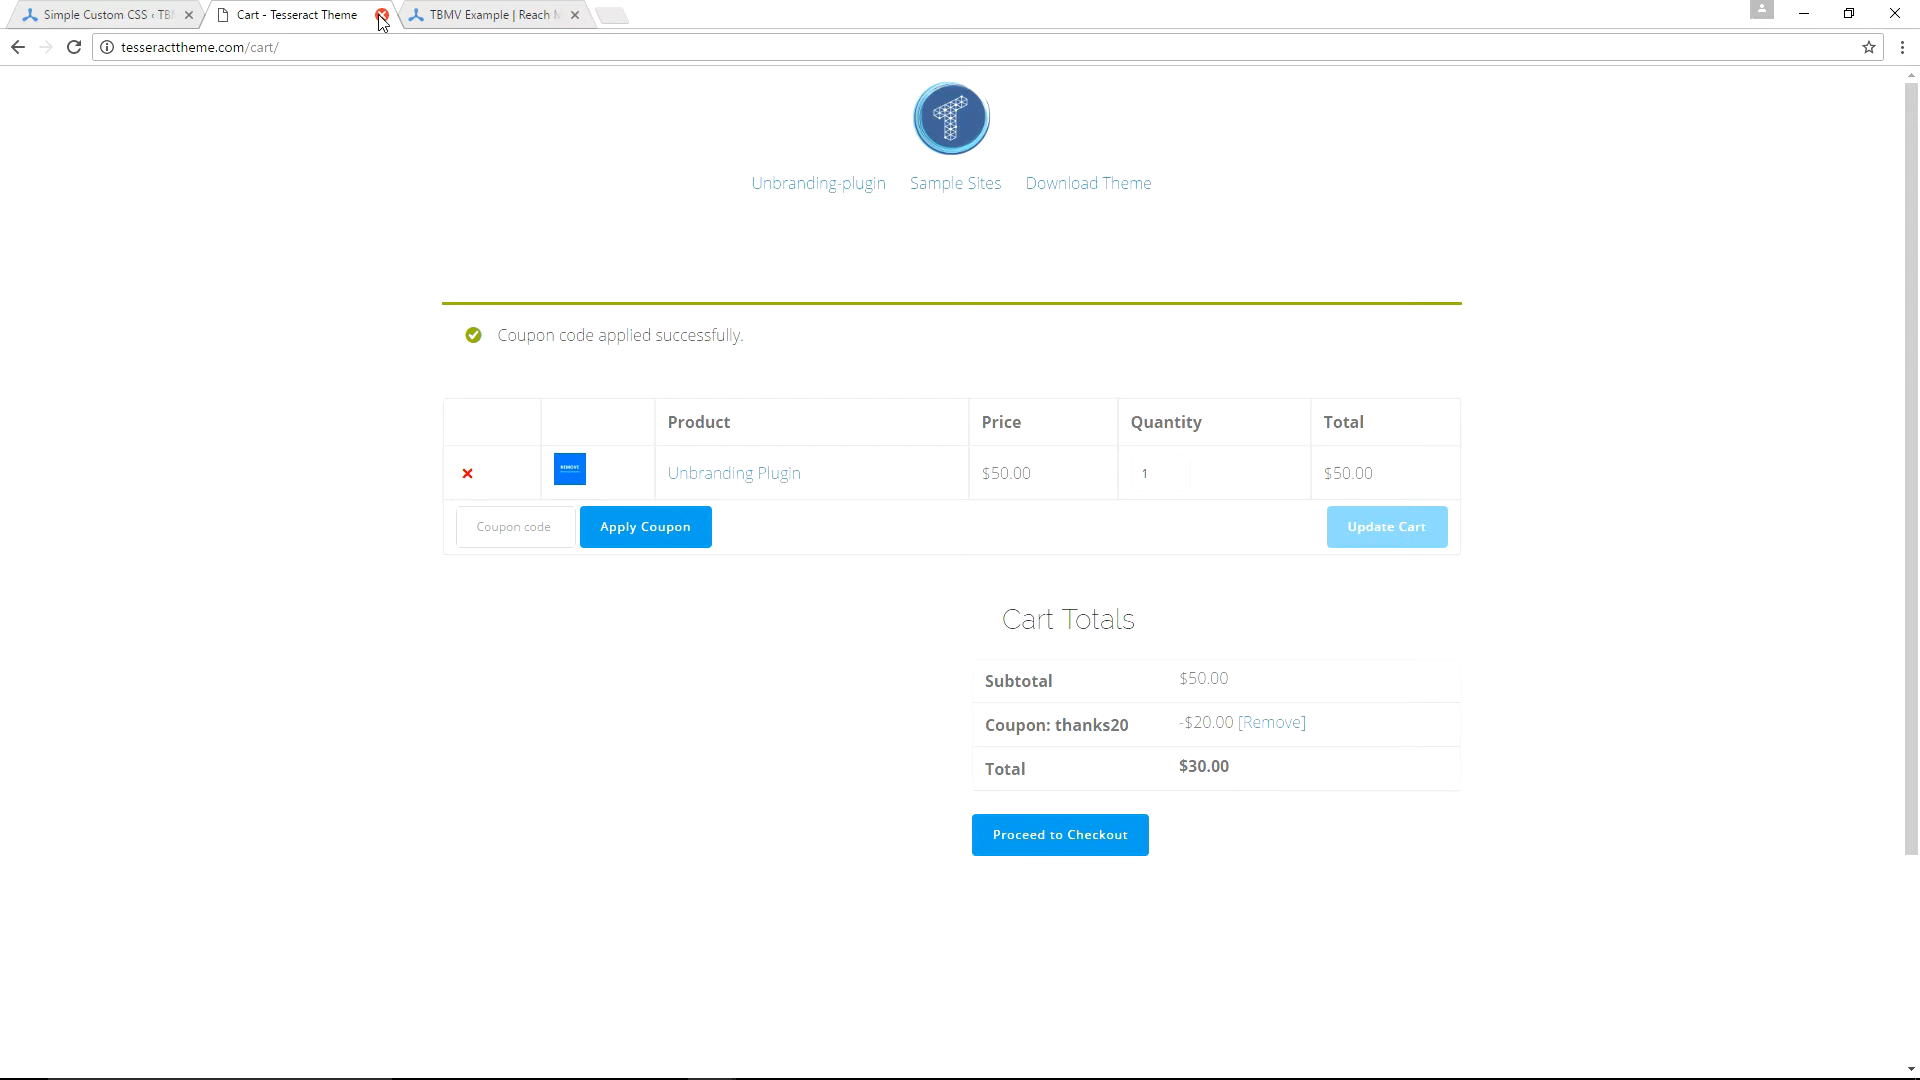 Simple Custom CSS ‹ TB
Cart - Tesseract Theme
TBMV Example | Reach
tesseracttheme.com/cart/
Unbranding-plugin Sample Sites Download Theme
Coupon code applied successfully.
Product Price Quantity Total
REMOVE
Unbranding Plugin $50.00 1 $50.00
Coupon code Apply Coupon Update Cart
Cart Totals
Subtotal $50.00
Coupon: thanks20 -$20.00 [Remove]
Total $30.00
Proceed to Checkout